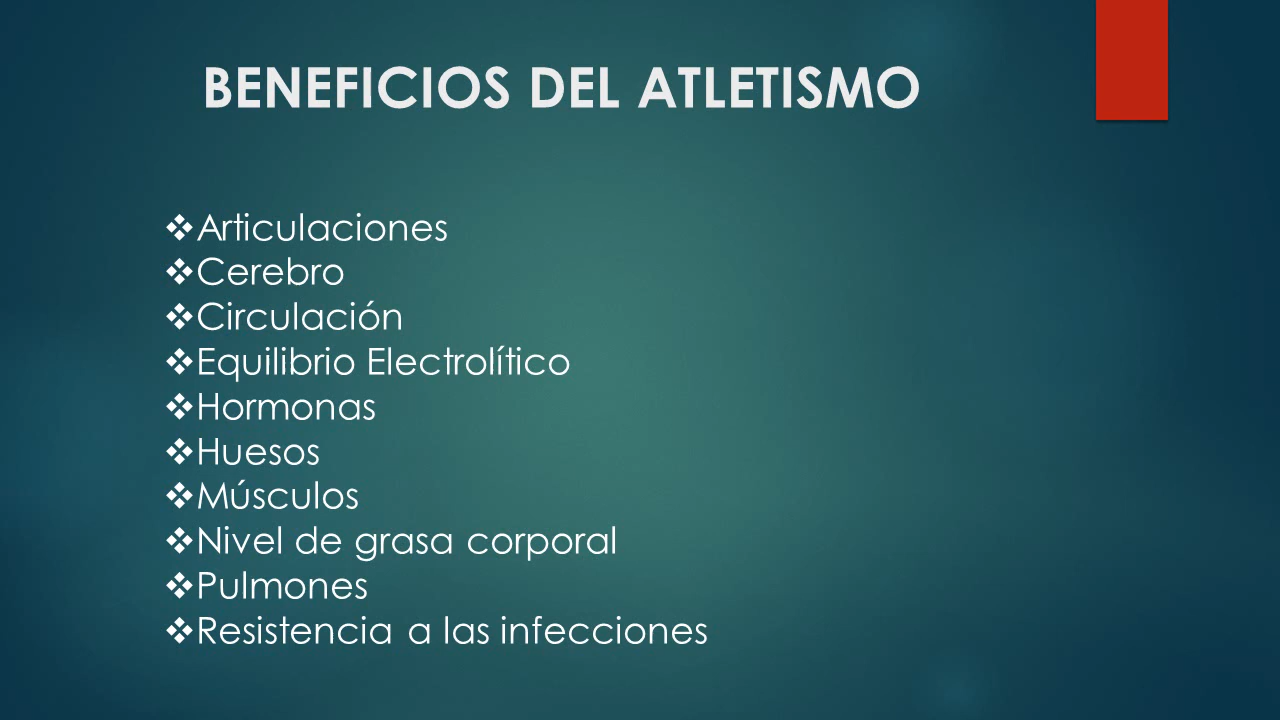 BENEFICIOS DEL ATLETISMO
❖Articulaciones
❖Cerebro
❖Circulación
❖Equilibrio Electrolítico
❖Hormonas
❖Huesos
❖Músculos
❖Nivel de grasa corporal
❖Pulmones
❖Resistencia a las infecciones